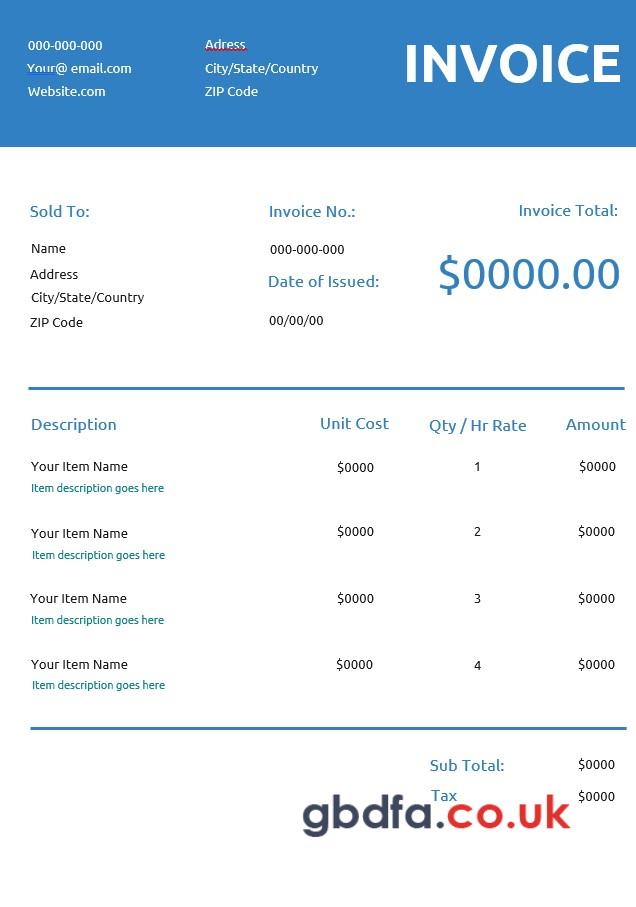 000-000-000 Adress INVOICE
Your@ email.com City/State/Country
Website.com ZIP Code
Sold To: Invoice No.: Invoice Total:
Name 000-000-000 $0000.00
Address Date of Issued:
City/State/Country
ZIP Code 00/00/00
Description Unit Cost Qty / Hr Rate Amount
Your Item Name $0000 1 $0000
Item description goes here
Your Item Name $0000 2 $0000
Item description goes here
Your Item Name $0000 3 $0000
Item description goes here
Your Item Name $0000 4 $0000
Item description goes here
Sub Total: $0000
Tax $0000
gbdfa.co.uk